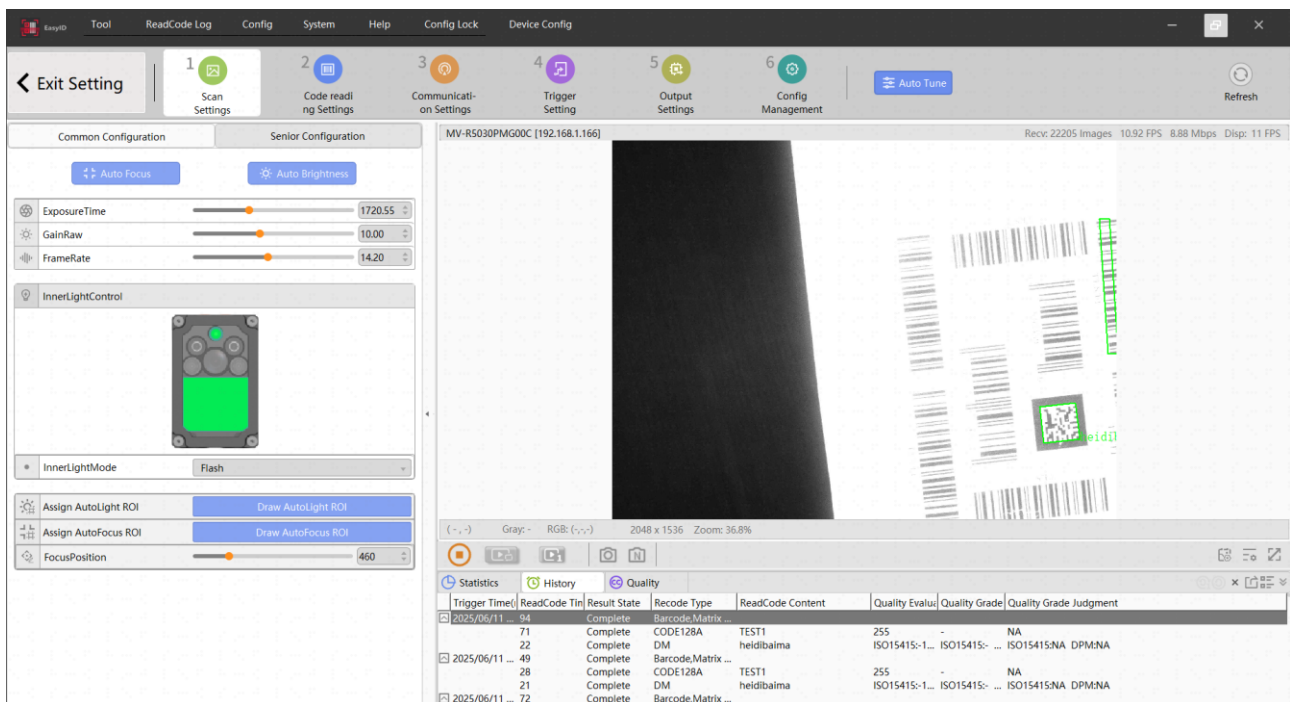 EasyID Tool ReadCode Log Config System Help Config Lock Device Config
Exit Setting
1 Scan Settings
2 Code readi ng Settings
3 Communicati- on Settings
4 Trigger Setting
5 Output Settings
6 Config Management
Auto Tune
Refresh
Common Configuration Senior Configuration
Auto Focus Auto Brightness
ExposureTime 1720.55
GainRaw 10.00
FrameRate 14.20
InnerLightControl
InnerLightMode Flash
Assign AutoLight ROI Draw AutoLight ROI
Assign AutoFocus ROI Draw AutoFocus ROI
FocusPosition 460
MV-RS030PMG00C [192.168.1.166] Recv: 22205 Images 10.92 FPS 8.88 Mbps Disp: 11 FPS
( - , -) Gray: - RGB: (-,-,-) 2048 x 1536 Zoom: 36.8%
Statistics History Quality
Trigger Time( ReadCode Tin Result State Recode Type ReadCode Content Quality Evalua Quality Grade Quality Grade Judgment
2025/06/11 ... 94 Complete Barcode,Matrix ...
71 Complete CODE128A TEST1 255 - NA
22 Complete DM heidibaima ISO15415:-1... ISO15415:- ... ISO15415:NA DPM:NA
2025/06/11 ... 49 Complete Barcode,Matrix ...
28 Complete CODE128A TEST1 255 - NA
21 Complete DM heidibaima ISO15415:-1... ISO15415:- ... ISO15415:NA DPM:NA
2025/06/11 ... 72 Complete Barcode,Matrix ...